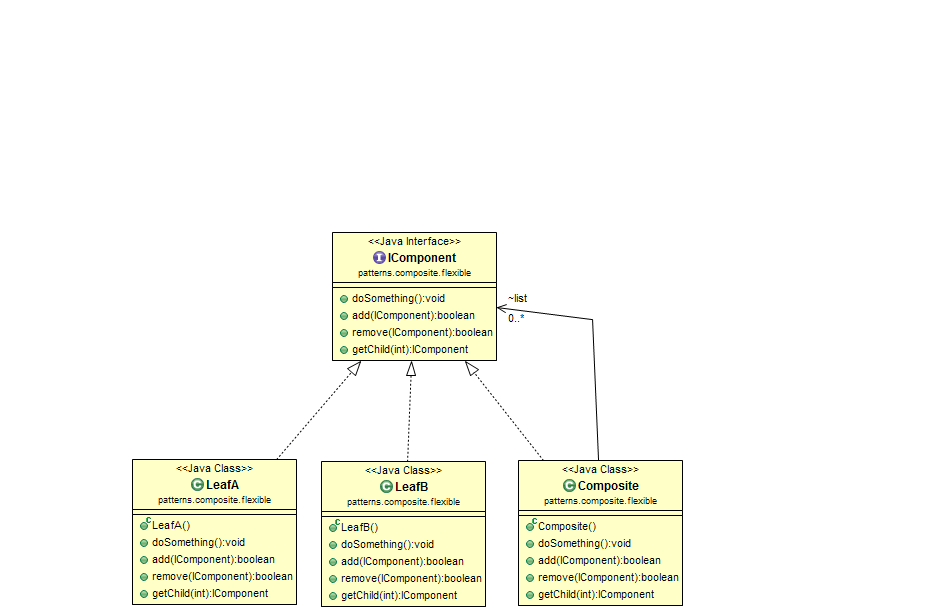 <<Java Interface>>
IComponent
patterns.composite.flexible
doSomething():void
add(IComponent):boolean
remove(IComponent):boolean
getChild(int):IComponent
~list
0..*
<<Java Class>>
LeafA
patterns.composite.flexible
LeafA()
doSomething():void
add(IComponent):boolean
remove(IComponent):boolean
getChild(int):IComponent
<<Java Class>>
LeafB
patterns.composite.flexible
LeafB()
doSomething():void
add(IComponent):boolean
remove(IComponent):boolean
getChild(int):IComponent
<<Java Class>>
Composite
patterns.composite.flexible
Composite()
doSomething():void
add(IComponent):boolean
remove(IComponent):boolean
getChild(int):IComponent